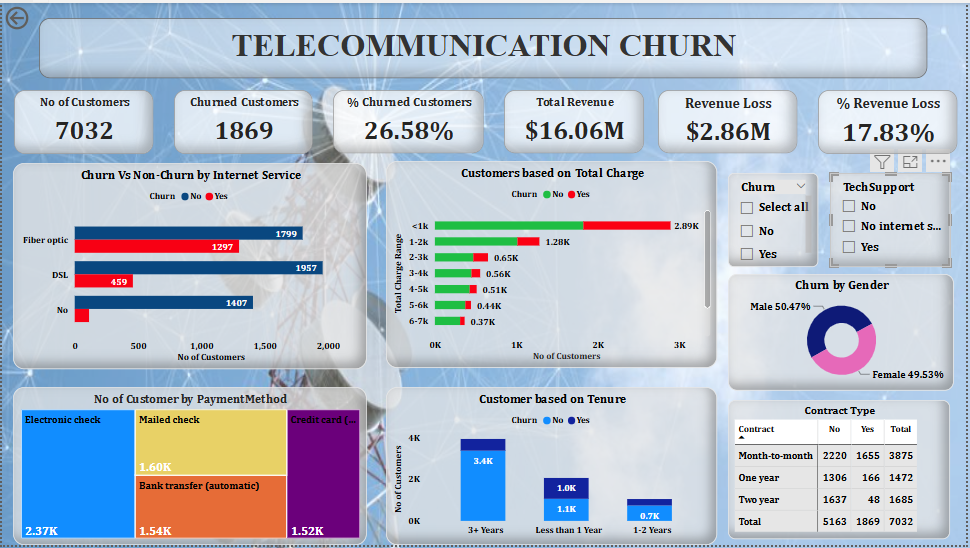 TELECOMMUNICATION CHURN
No of Customers
7032
Churned Customers
1869
% Churned Customers
26.58%
Total Revenue
$16.06M
Revenue Loss
$2.86M
% Revenue Loss
17.83%
Churn Vs Non-Churn by Internet Service
Churn No Yes
Fiber optic
1799
1297
DSL
1957
459
No
1407
0 500 1,000 1,500 2,000
No of Customers
Customers based on Total Charge
Churn No Yes
Total Charge Range
<1k 2.89K
1-2k 1.28K
2-3k 0.65K
3-4k 0.56K
4-5k 0.51K
5-6k 0.44K
6-7k 0.37K
0K 1K 2K 3K
No of Customers
Churn
Select all
No
Yes
TechSupport
No
No internet s...
Yes
Churn by Gender
Male 50.47%
Female 49.53%
No of Customer by PaymentMethod
Electronic check
2.37K
Mailed check
1.60K
Bank transfer (automatic)
1.54K
Credit card (...
1.52K
Customer based on Tenure
Churn No Yes
No of Customers
4K
2K
0K
3.4K
1.0K
1.1K
0.7K
3+ Years Less than 1 Year 1-2 Years
Contract Type
Contract No Yes Total
Month-to-month 2220 1655 3875
One year 1306 166 1472
Two year 1637 48 1685
Total 5163 1869 7032